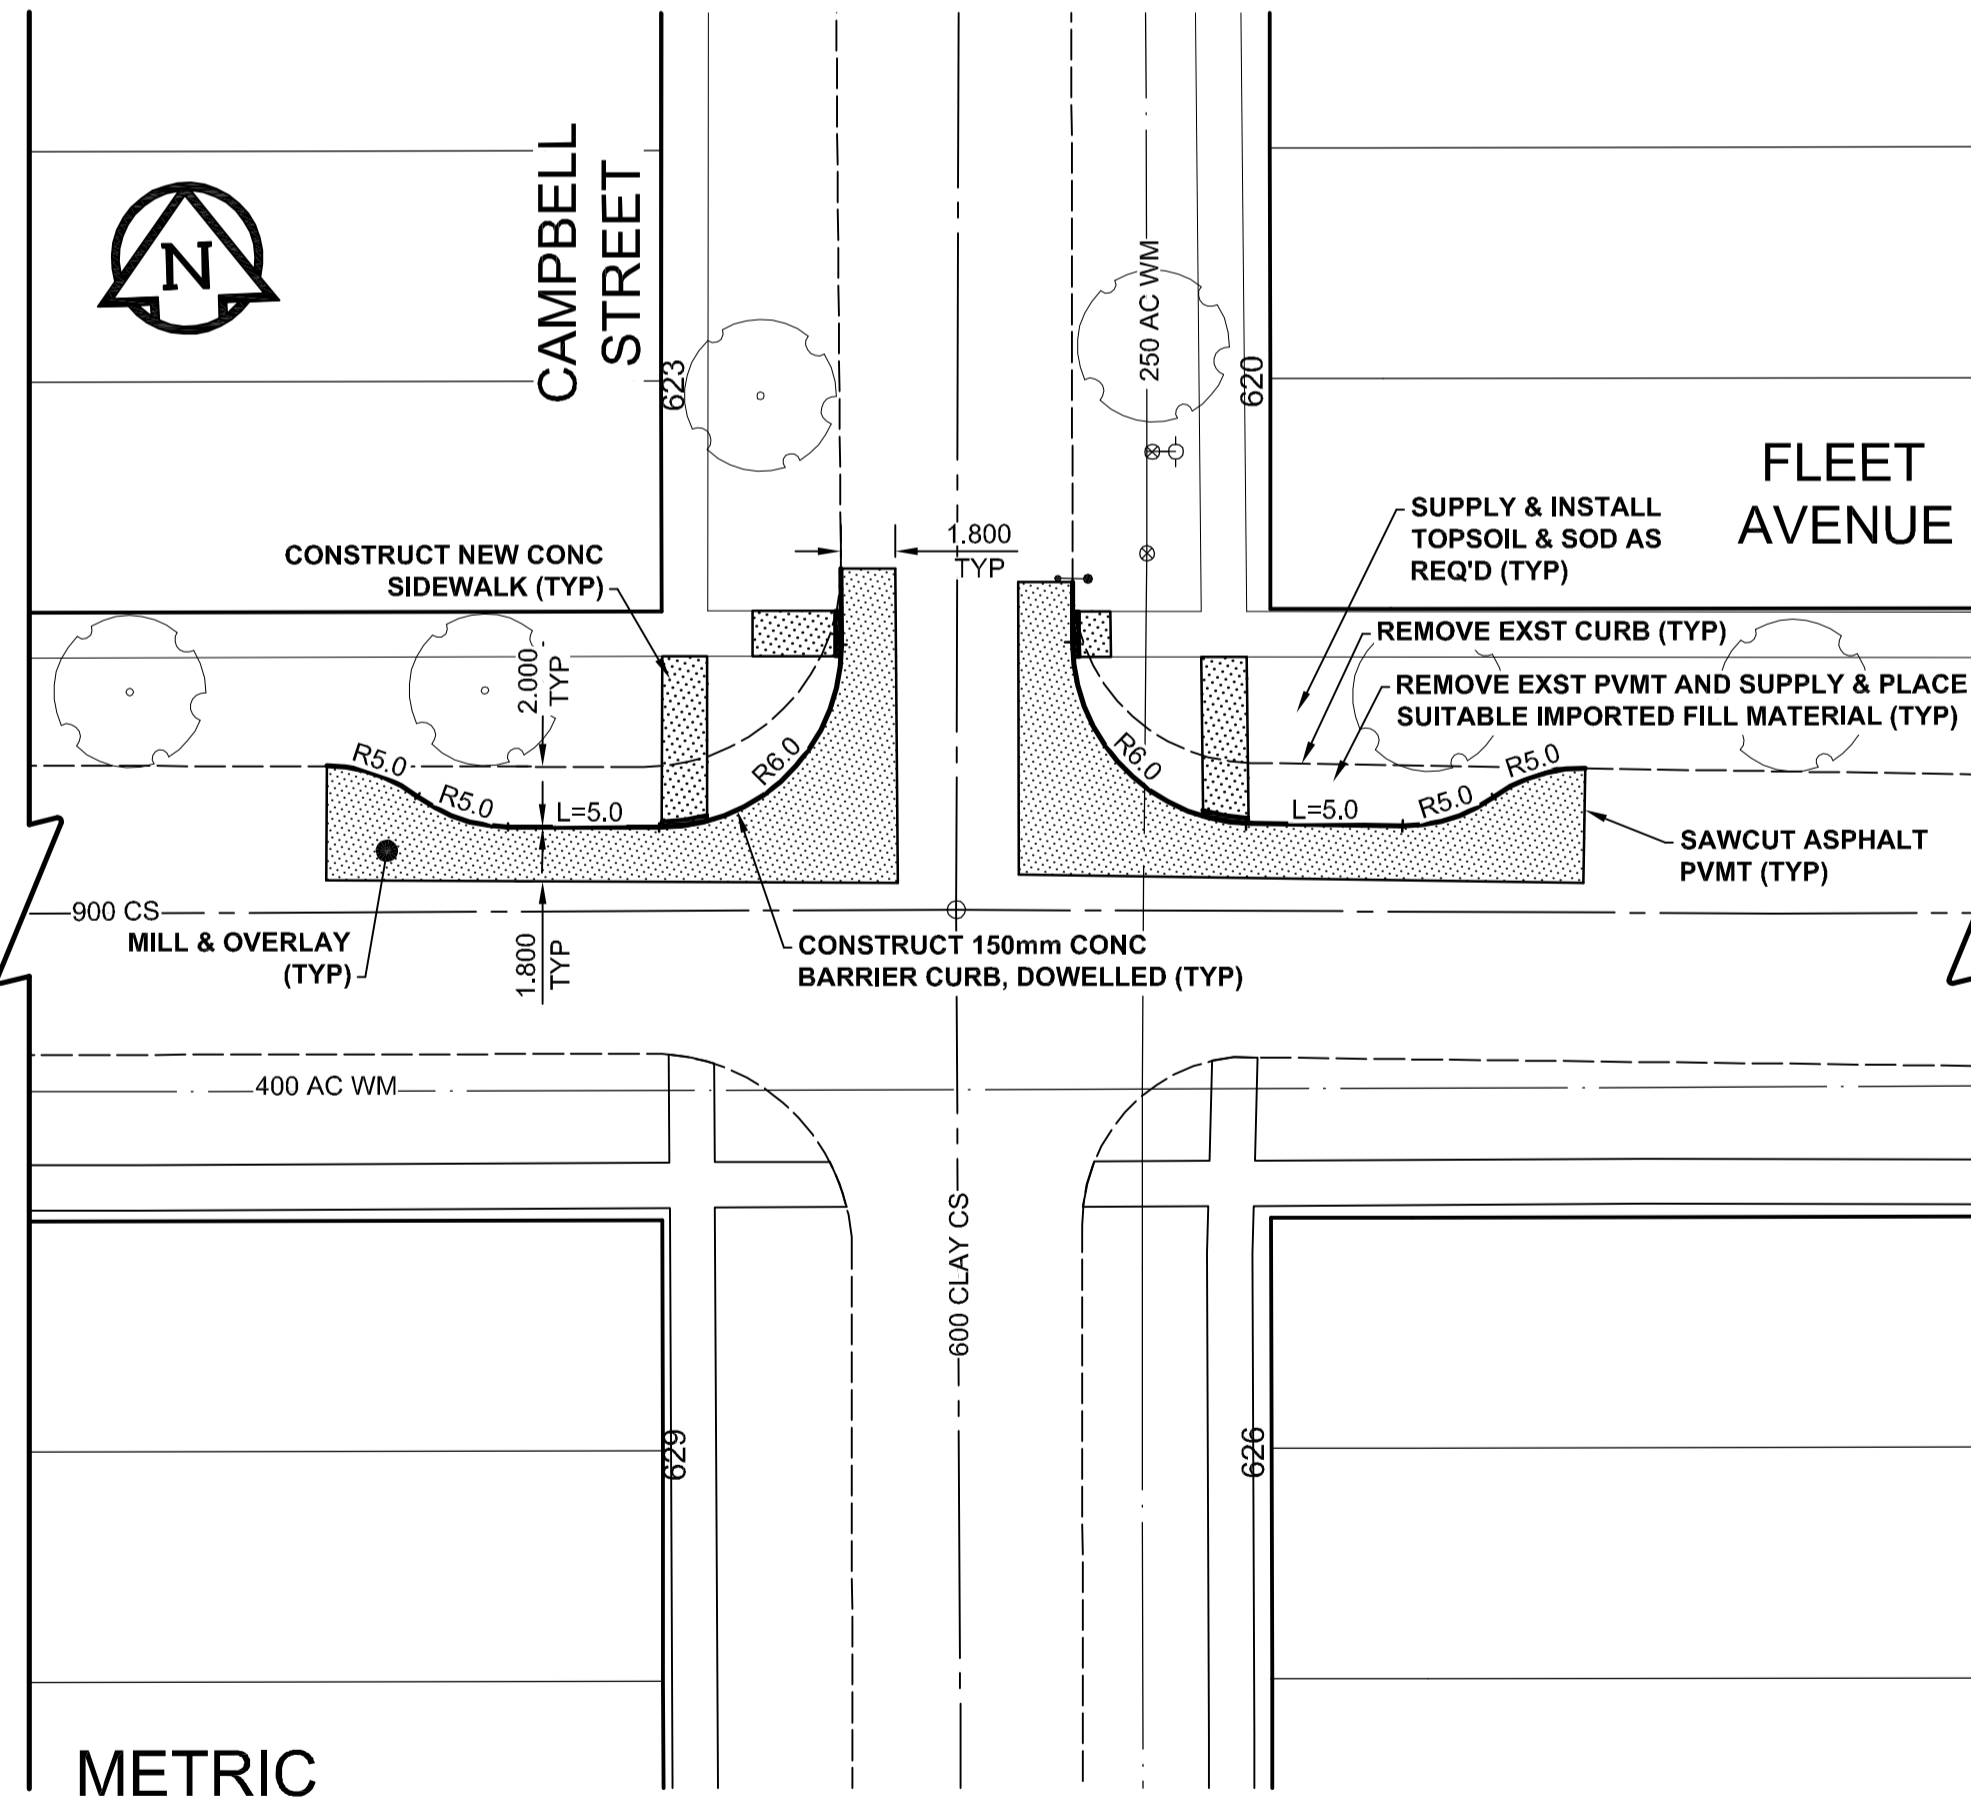 CAMPBELL
STREET
N
623
250 AC WM
620
FLEET
AVENUE
SUPPLY & INSTALL
TOPSOIL & SOD AS
REQ'D (TYP)
1.800
TYP
CONSTRUCT NEW CONC
SIDEWALK (TYP)
REMOVE EXST CURB (TYP)
2.000
TYP
REMOVE EXST PVMT AND SUPPLY & PLACE
SUITABLE IMPORTED FILL MATERIAL (TYP)
R5.0
R5.0
L=5.0
R6.0
R6.0
L=5.0
R5.0
R5.0
SAWCUT ASPHALT
PVMT (TYP)
900 CS
MILL & OVERLAY
(TYP)
1.800
TYP
CONSTRUCT 150mm CONC
BARRIER CURB, DOWELLED (TYP)
400 AC WM
600 CLAY CS
629
626
METRIC